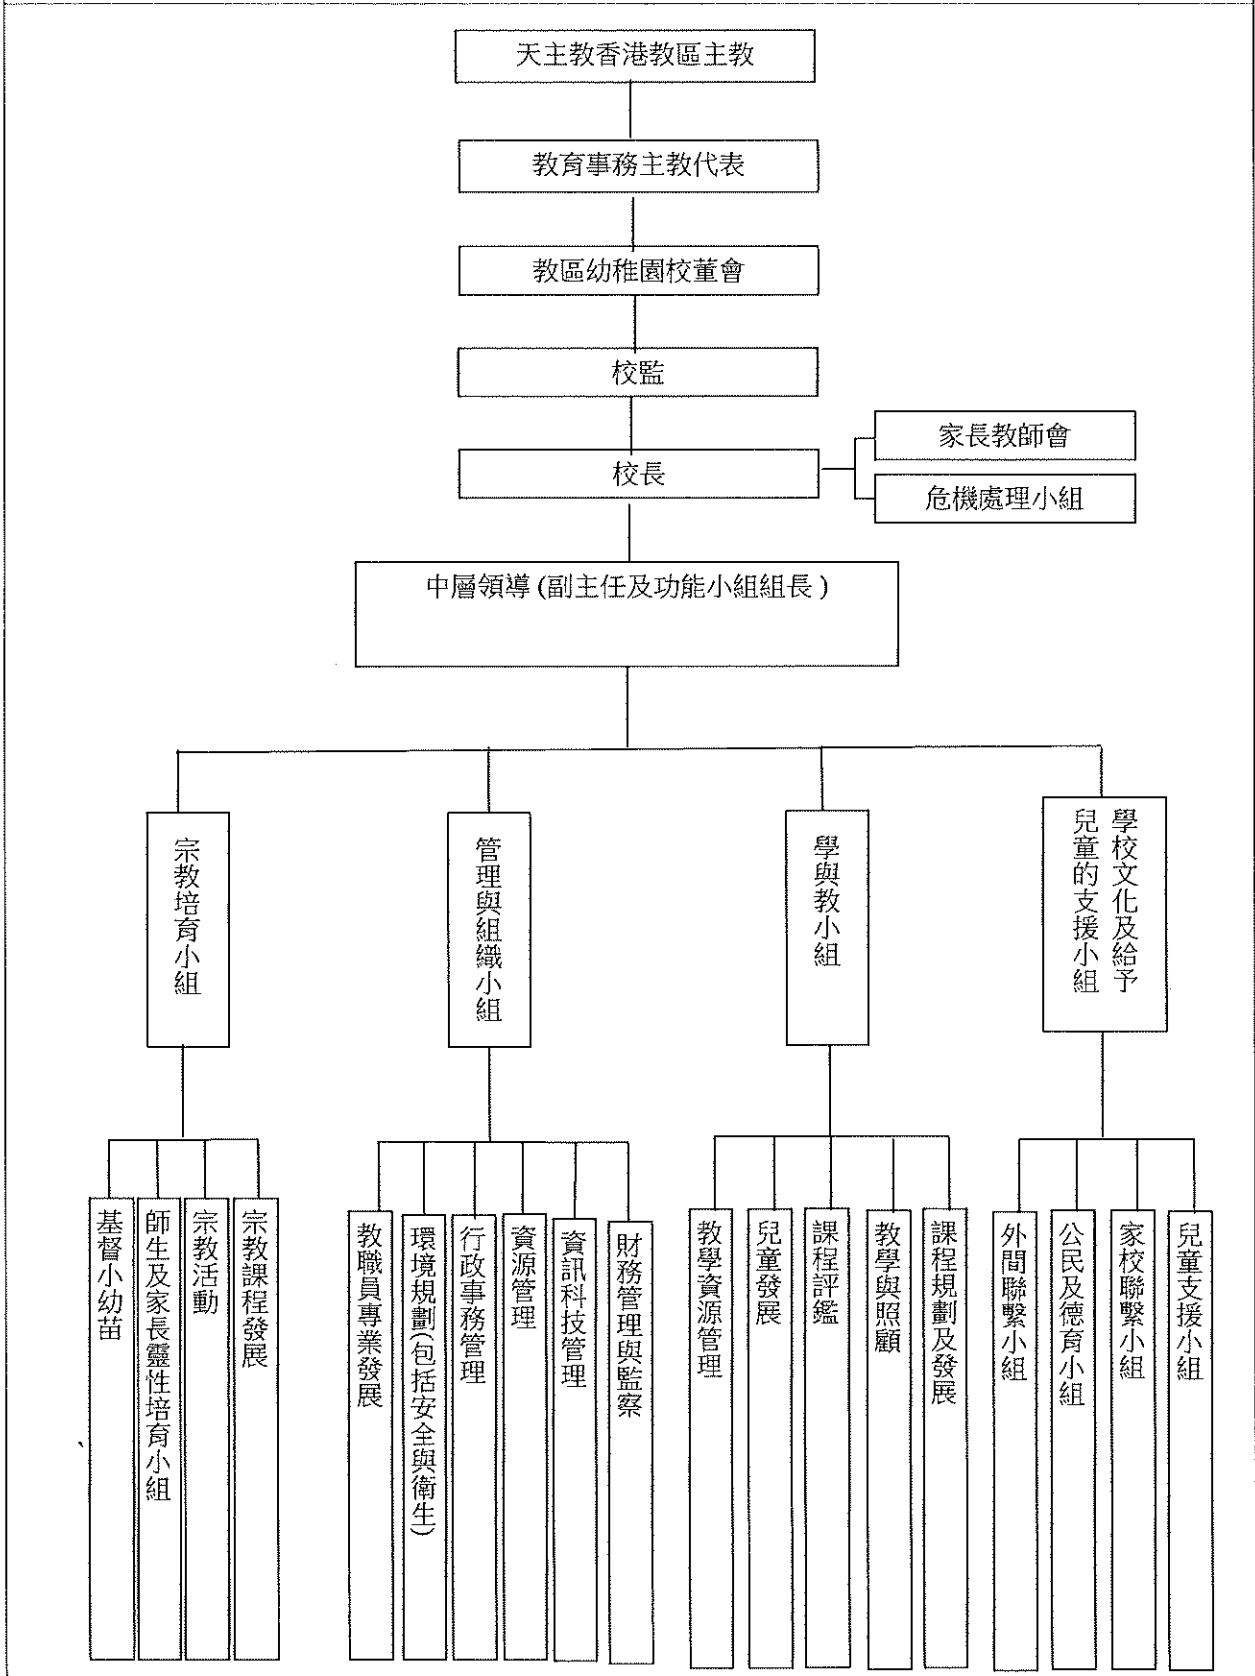 天主教香港教區主教
教育事務主教代表
教區幼稚園校董會
校監
校長
家長教師會
危機處理小組
中層領導 (副主任及功能小組組長 )
宗教培育小組
管理與組織小組
學與教小組
學校文化及給予
兒童的支援小組
基督小幼苗
師生及家長靈性培育小組
宗教活動
宗教課程發展
教職員專業發展
環境規劃(包括安全與衛生)
行政事務管理
資源管理
資訊科技管理
財務管理與監察
教學資源管理
兒童發展
課程評鑑
教學與照顧
課程規劃及發展
外間聯繫小組
公民及德育小組
家校聯繫小組
兒童支援小組